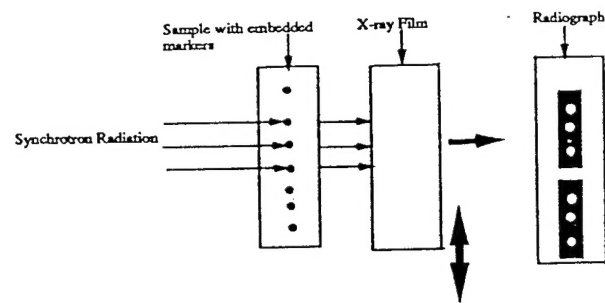 Sample with embedded
markers
X-ray Film
Radiograph
Synchrotron Radiation